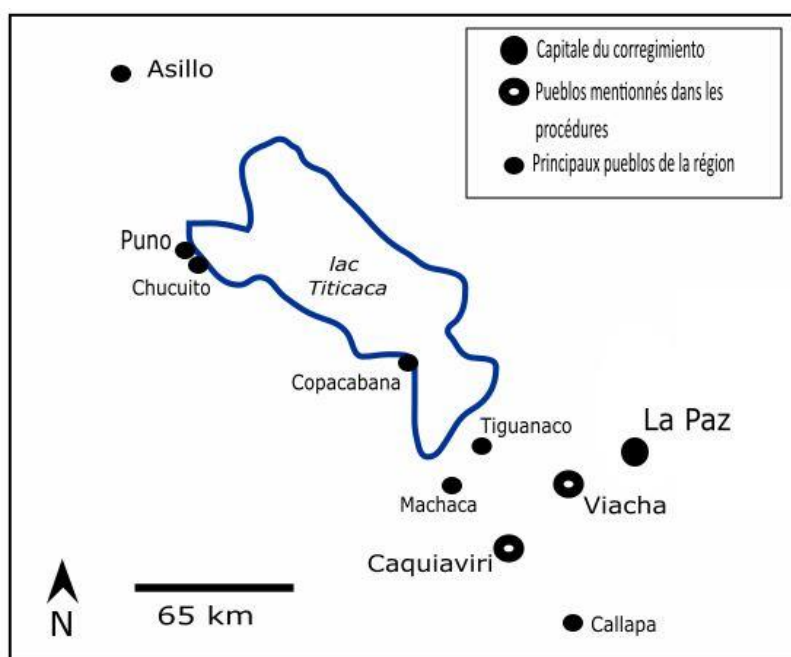 Asillo
Capitale du corregimiento
Pueblos mentionnés dans les
procédures
Principaux pueblos de la région
Puno
Chucuito
lac
Titicaca
Copacabana
Tiguanaco
La Paz
Machaca
Viacha
Caquiaviri
N
65 km
Callapa